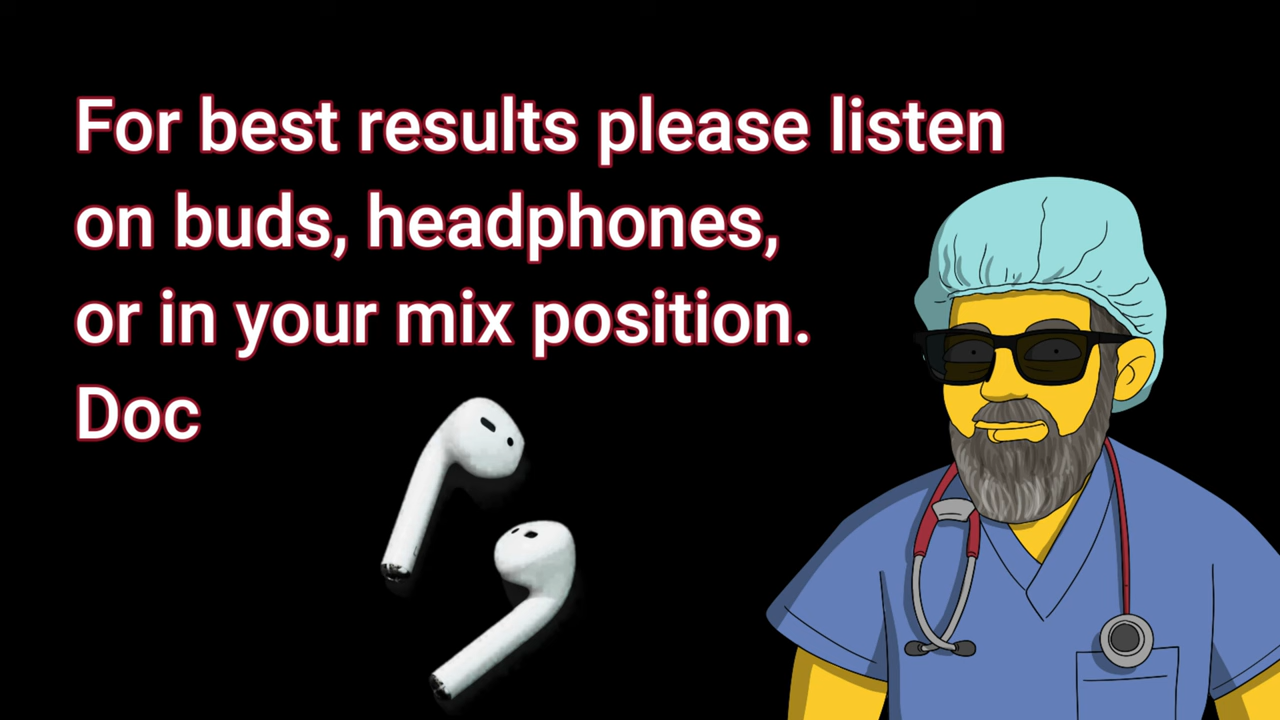 For best results please listen
on buds, headphones,
or in your mix position.
Doc